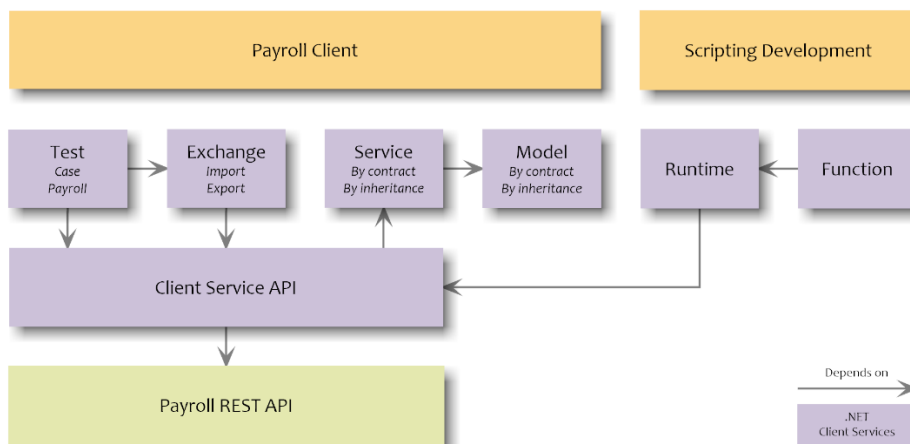 Payroll Client
Scripting Development
Test
Case
Payroll
Exchange
Import
Export
Service
By contract
By inheritance
Model
By contract
By inheritance
Runtime
Function
Client Service API
Payroll REST API
Depends on
.NET
Client Services